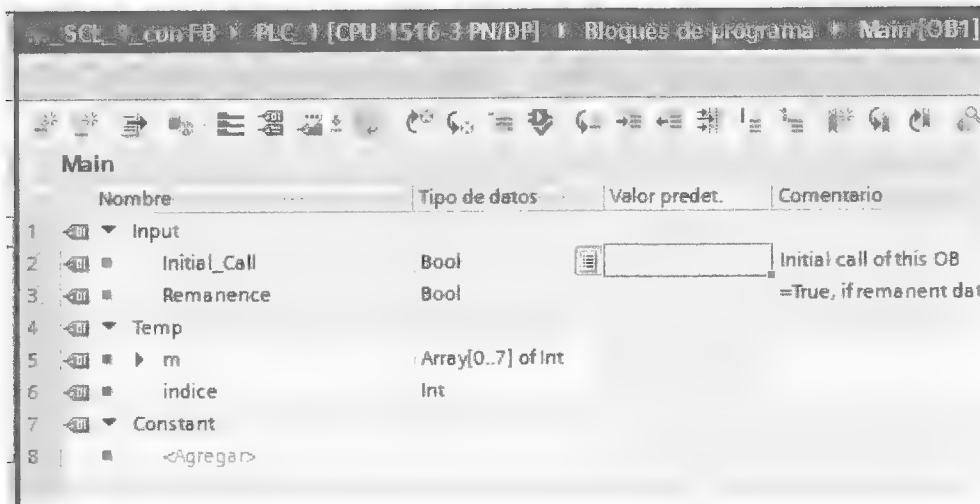 _SCL_1_con FB ▸ PLC_1 [CPU 1516-3 PN/DP] ▸ Bloques de programa ▸ Main [OB1]
Main
Nombre Tipo de datos Valor predet. Comentario
1 Input
2 Initial_Call Bool Initial call of this OB
3 Remanence Bool =True, if remanent dat
4 Temp
5 m Array[0..7] of Int
6 indice Int
7 Constant
8 <Agregar>